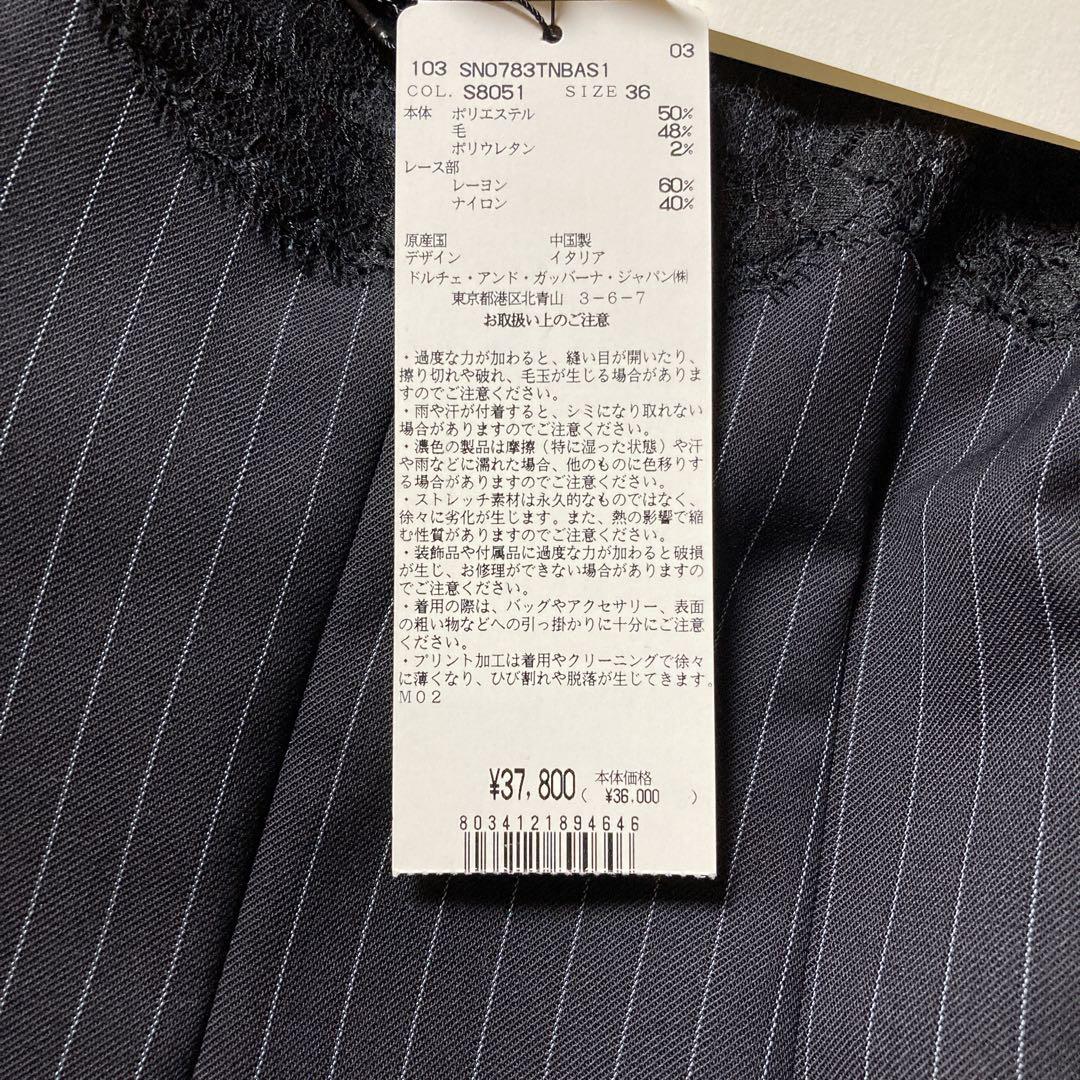 03
103 SN0783TNBAS1
COL. S8051 SIZE 36
本体 ポリエステル 50%
毛 48%
ポリウレタン 2%
レース部
レーヨン 60%
ナイロン 40%
原産国 中国製
デザイン イタリア
ドルチェ・アンド・ガッバーナ・ジャパン㈱
東京都港区北青山 3-6-7
お取扱い上のご注意
・過度な力が加わると、縫い目が開いたり、
擦り切れや破れ、毛玉が生じる場合がありま
すのでご注意ください。
・雨や汗が付着すると、シミになり取れない
場合がありますのでご注意ください。
・濃色の製品は摩擦(特に湿った状態)や汗
や雨などに濡れた場合、他のものに色移りす
る場合がありますのでご注意ください。
・ストレッチ素材は永久的なものではなく、
徐々に劣化が生じます。また、熱の影響で縮
む性質がありますのでご注意ください。
・装飾品や付属品に過度な力が加わると破損
が生じ、お修理ができない場合がありますの
でご注意ください。
・着用の際は、バッグやアクセサリー、表面
の粗い物などへの引っ掛かりに十分にご注意
ください。
・プリント加工は着用やクリーニングで徐々
に薄くなり、ひび割れや脱落が生じてきます。
M02
¥37,800 本体価格
( ¥36,000 )
8034121894646